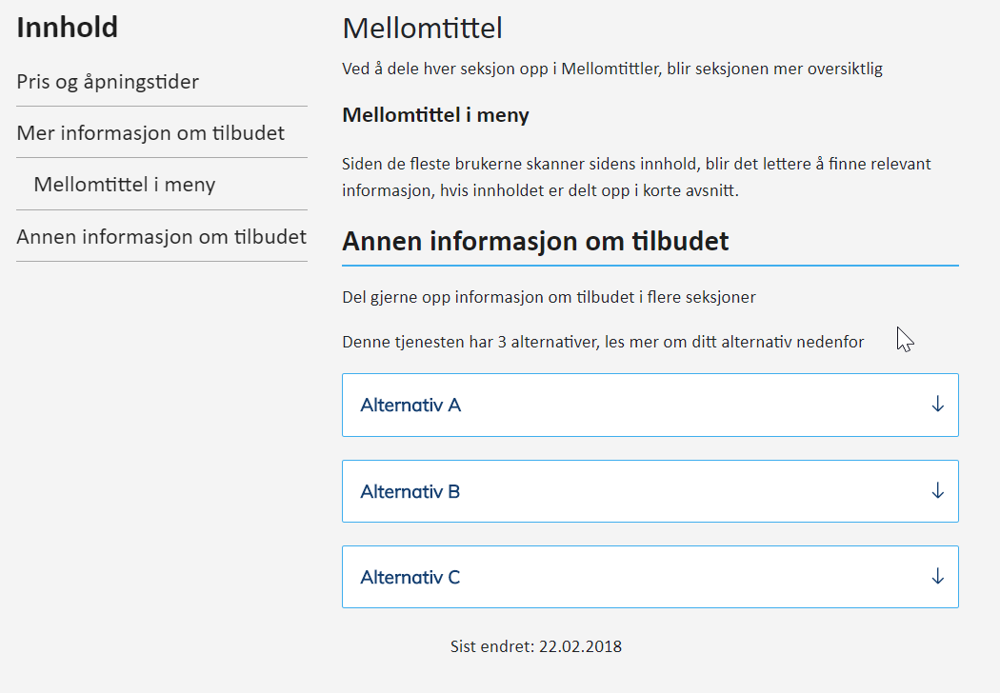 Innhold
Pris og åpningstider
Mer informasjon om tilbudet
Mellomtittel i meny
Annen informasjon om tilbudet
Mellomtittel
Ved å dele hver seksjon opp i Mellomtittler, blir seksjonen mer oversiktlig
Mellomtittel i meny
Siden de fleste brukerne skanner sidens innhold, blir det lettere å finne relevant
informasjon, hvis innholdet er delt opp i korte avsnitt.
Annen informasjon om tilbudet
Del gjerne opp informasjon om tilbudet i flere seksjoner
Denne tjenesten har 3 alternativer, les mer om ditt alternativ nedenfor
Alternativ A
Alternativ B
Alternativ C
Sist endret: 22.02.2018